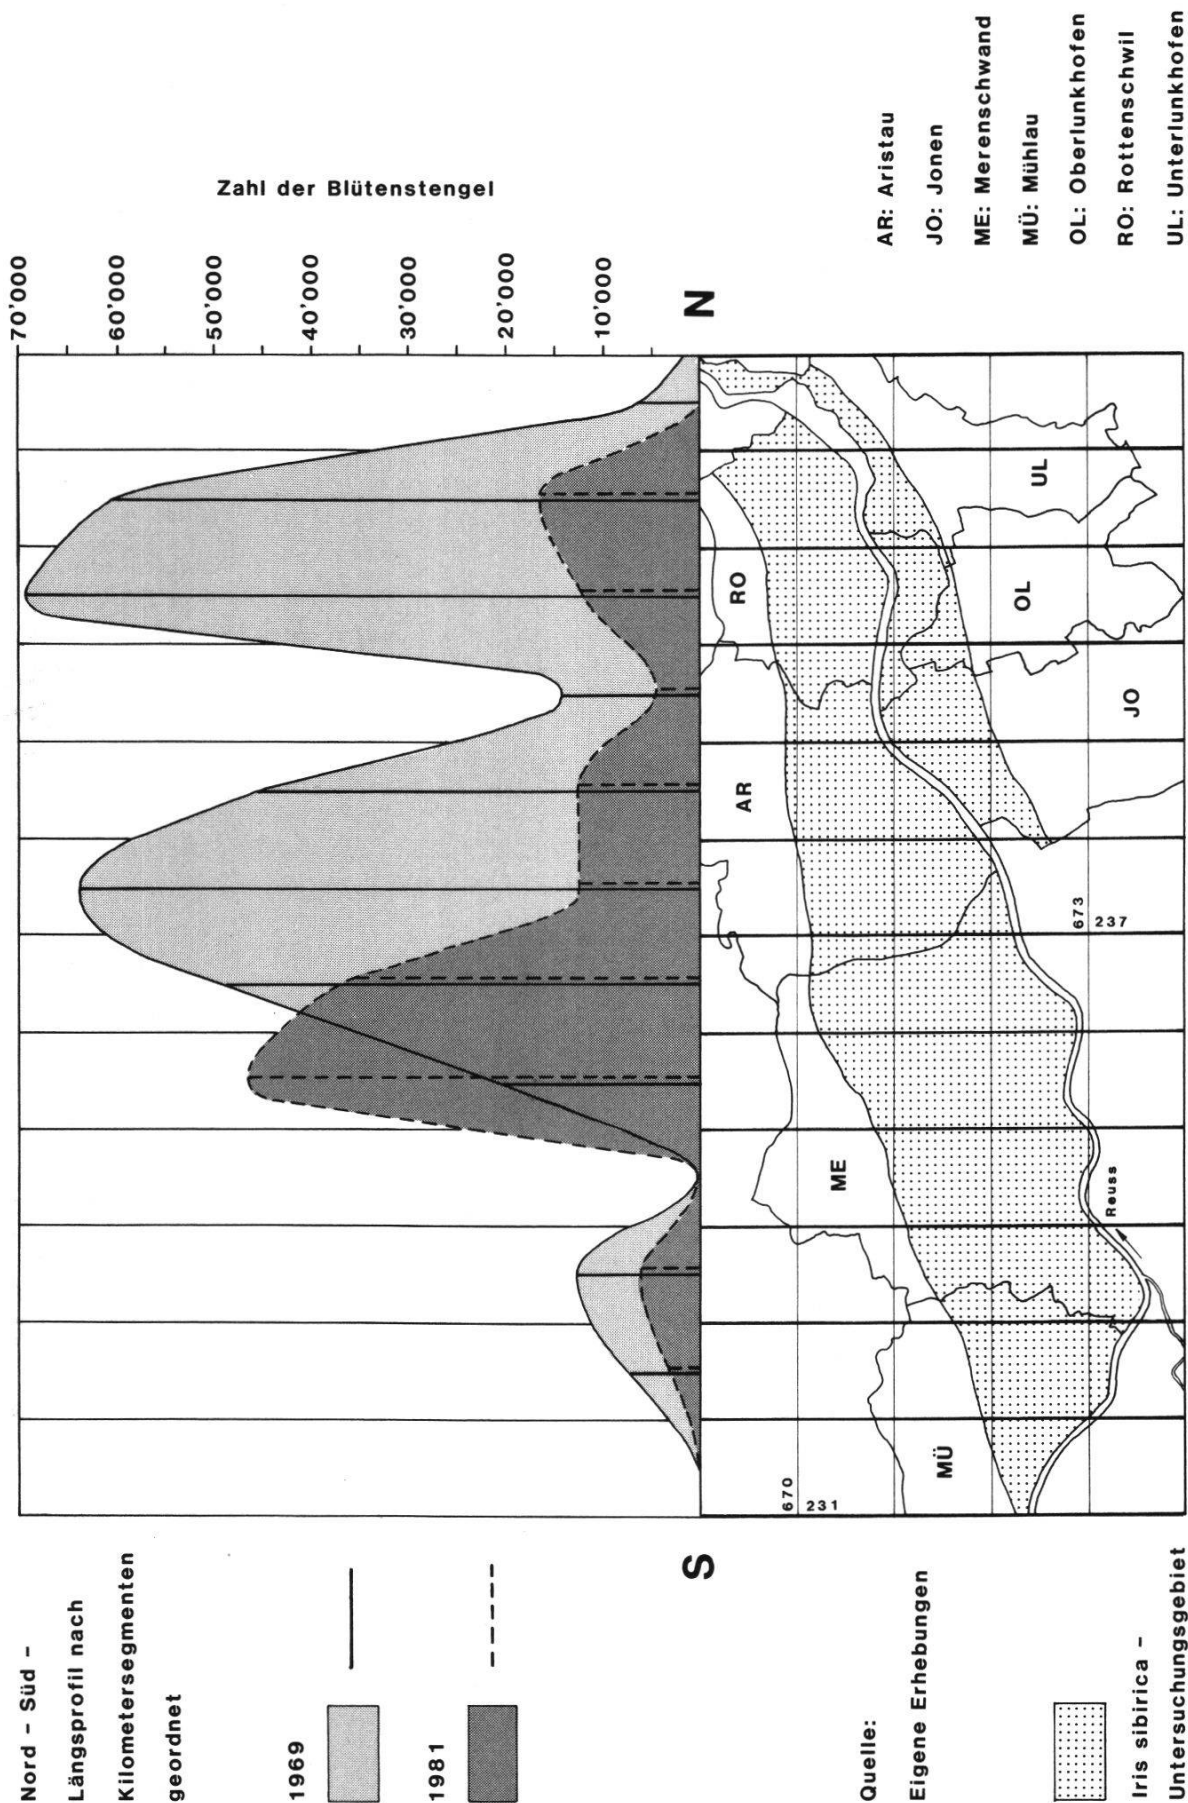 Nord - Süd -
Längsprofil nach
Kilometersegmenten
geordnet
1969
1981
Zahl der Blütenstengel
70'000
60'000
50'000
40'000
30'000
20'000
10'000
S
N
Quelle:
Eigene Erhebungen
Iris sibirica -
Untersuchungsgebiet
RO
AR
UL
OL
JO
ME
MÜ
670
231
673
237
Reuss
AR: Aristau
JO: Jonen
ME: Merenschwand
MÜ: Mühlau
OL: Oberlunkhofen
RO: Rottenschwil
UL: Unterlunkhofen